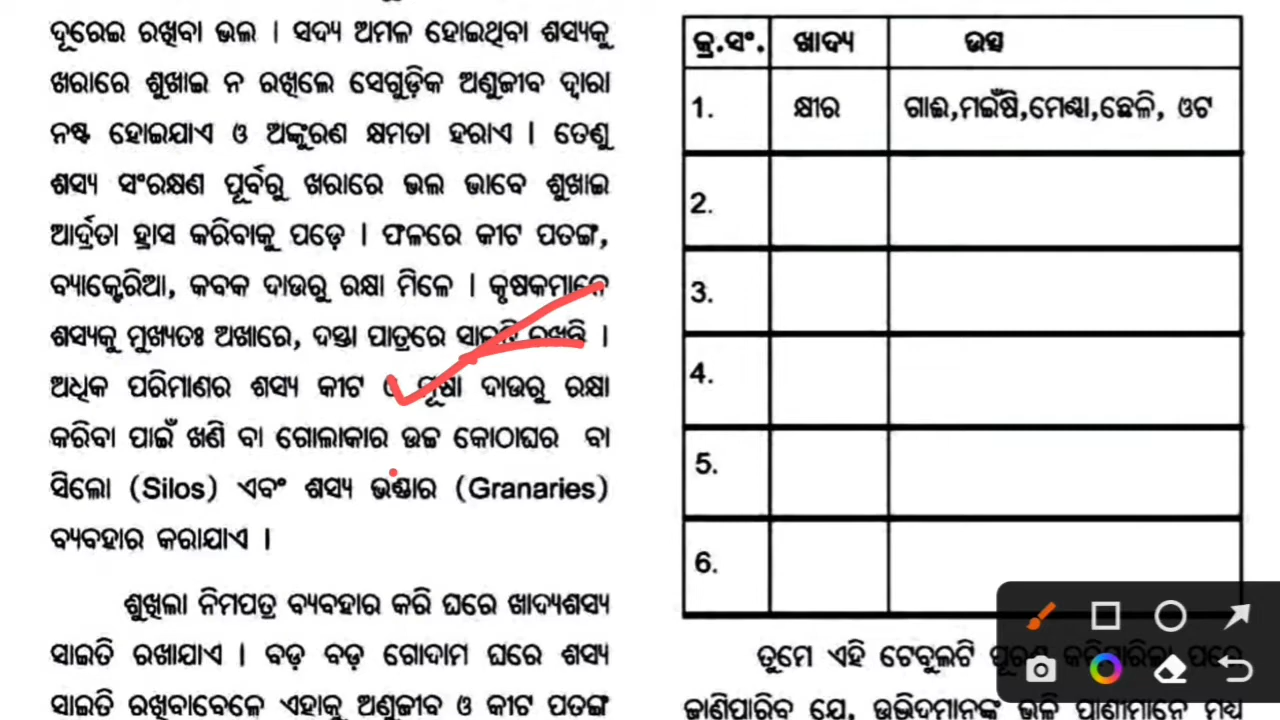 ଦୂରେଇ ରଖିବା ଭଲ । ସଦ୍ୟ ଅମଳ ହୋଇଥିବା ଶସ୍ୟକୁ
ଖରାରେ ଶୁଖାଇ ନ ରଖିଲେ ସେଗୁଡ଼ିକ ଅଣୁଜୀବ ଦ୍ୱାରା
ନଷ୍ଟ ହୋଇଯାଏ ଓ ଅଙ୍କୁରଣ କ୍ଷମତା ହରାଏ । ତେଣୁ
ଶସ୍ୟ ସଂରକ୍ଷଣ ପୂର୍ବରୁ ଖରାରେ ଭଲ ଭାବେ ଶୁଖାଇ
ଆର୍ଦ୍ରତା ହ୍ରାସ କରିବାକୁ ପଡ଼େ । ଫଳରେ କୀଟ ପତଙ୍ଗ,
ବ୍ୟାକ୍ଟେରିଆ, କବକ ଦାଉରୁ ରକ୍ଷା ମିଳେ । କୃଷକମାନେ
ଶସ୍ୟକୁ ମୁଖ୍ୟତଃ ଅଖାରେ, ଦସ୍ତା ପାତ୍ରରେ ସାଇତି ରଖନ୍ତି ।
ଅଧିକ ପରିମାଣର ଶସ୍ୟ କୀଟ ଓ ମୂଷା ଦାଉରୁ ରକ୍ଷା
କରିବା ପାଇଁ ଖଣି ବା ଗୋଲାକାର ଉଚ୍ଚ କୋଠାଘର ବା
ସିଲୋ (Silos) ଏବଂ ଶସ୍ୟ ଭଣ୍ଡାର (Granaries)
ବ୍ୟବହାର କରାଯାଏ ।
ଶୁଖିଲା ନିମପତ୍ର ବ୍ୟବହାର କରି ଘରେ ଖାଦ୍ୟଶସ୍ୟ
ସାଇତି ରଖାଯାଏ । ବଡ଼ ବଡ଼ ଗୋଦାମ ଘରେ ଶସ୍ୟ
ସାଇତି ରଖିବାବେଳେ ଏହାକୁ ଅଣୁଜୀବ ଓ କୀଟ ପତଙ୍ଗ
କ୍ର.ସଂ. ଖାଦ୍ୟ ଉତ୍ସ
1. କ୍ଷୀର ଗାଈ,ମଇଁଷି,ମେଣ୍ଢା,ଛେଳି, ଓଟ
2.
3.
4.
5.
6.
ତୁମେ ଏହି ଟେବୁଲଟି ପୂରଣ କରିସାରିଲା ପରେ
ଜାଣିପାରିବ ଯେ, ଉଦ୍ଭିଦମାନଙ୍କ ଭଳି ପ୍ରାଣୀମାନେ ମଧ୍ୟ